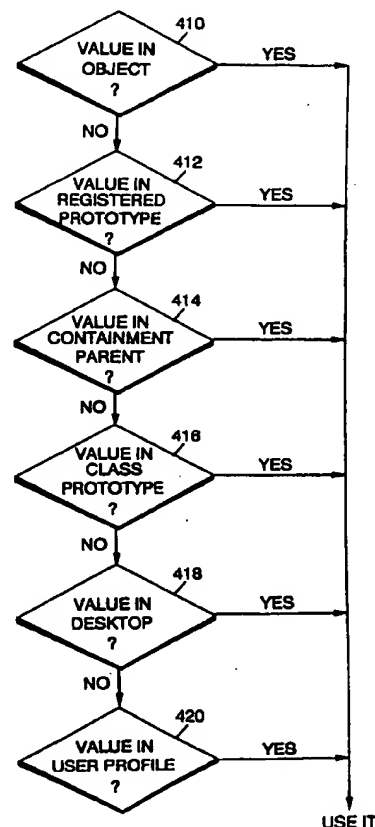 410
VALUE IN
OBJECT
?
YES
NO
412
VALUE IN
REGISTERED
PROTOTYPE
?
YES
NO
414
VALUE IN
CONTAINMENT
PARENT
?
YES
NO
416
VALUE IN
CLASS
PROTOTYPE
?
YES
NO
418
VALUE IN
DESKTOP
?
YES
NO
420
VALUE IN
USER PROFILE
?
YES
USE IT